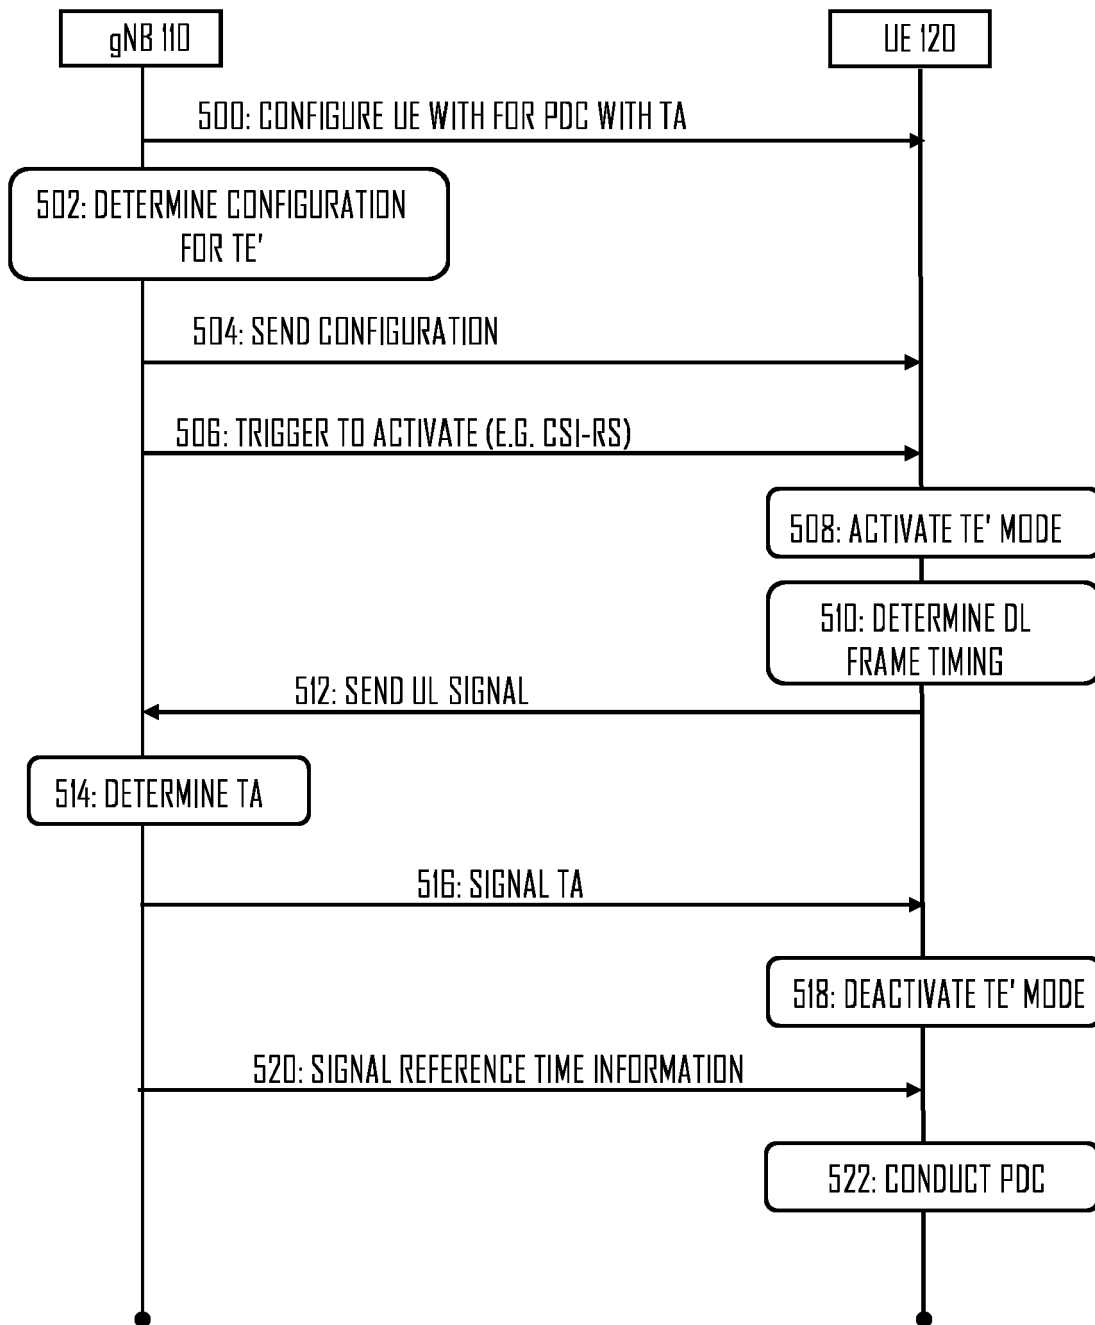 gNB 110
UE 120
500: CONFIGURE UE WITH FOR PDC WITH TA
502: DETERMINE CONFIGURATION
FOR TE'
504: SEND CONFIGURATION
506: TRIGGER TO ACTIVATE (E.G. CSI-RS)
508: ACTIVATE TE' MODE
510: DETERMINE DL
FRAME TIMING
512: SEND UL SIGNAL
514: DETERMINE TA
516: SIGNAL TA
518: DEACTIVATE TE' MODE
520: SIGNAL REFERENCE TIME INFORMATION
522: CONDUCT PDC